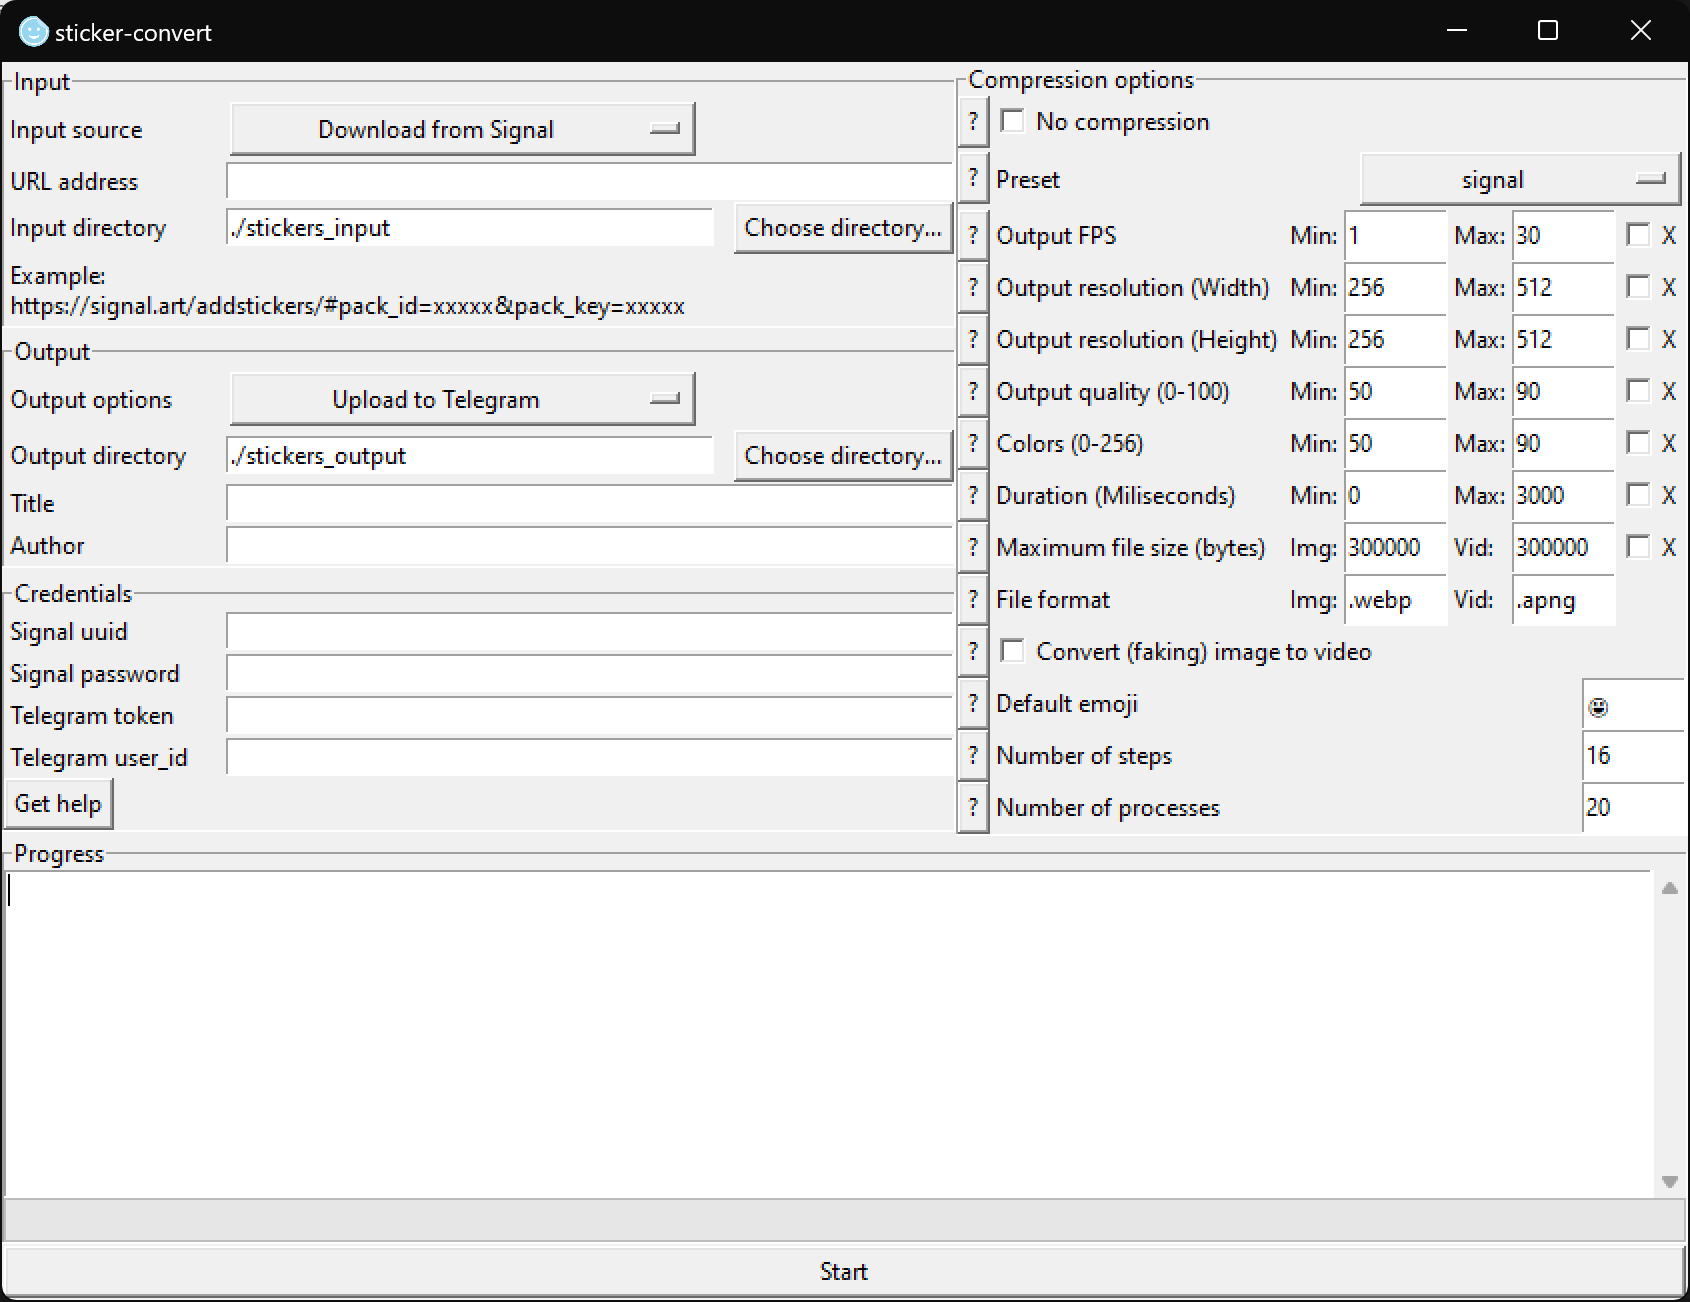 sticker-convert
Input
Input source Download from Signal
URL address
Input directory ./stickers_input Choose directory...
Example:
https://signal.art/addstickers/#pack_id=xxxxx&pack_key=xxxxx
Output
Output options Upload to Telegram
Output directory ./stickers_output Choose directory...
Title
Author
Credentials
Signal uuid
Signal password
Telegram token
Telegram user_id
Get help
Compression options
? No compression
? Preset signal
? Output FPS Min: 1 Max: 30 X
? Output resolution (Width) Min: 256 Max: 512 X
? Output resolution (Height) Min: 256 Max: 512 X
? Output quality (0-100) Min: 50 Max: 90 X
? Colors (0-256) Min: 50 Max: 90 X
? Duration (Miliseconds) Min: 0 Max: 3000 X
? Maximum file size (bytes) Img: 300000 Vid: 300000 X
? File format Img: .webp Vid: .apng
? Convert (faking) image to video
? Default emoji 😀
? Number of steps 16
? Number of processes 20
Progress
Start